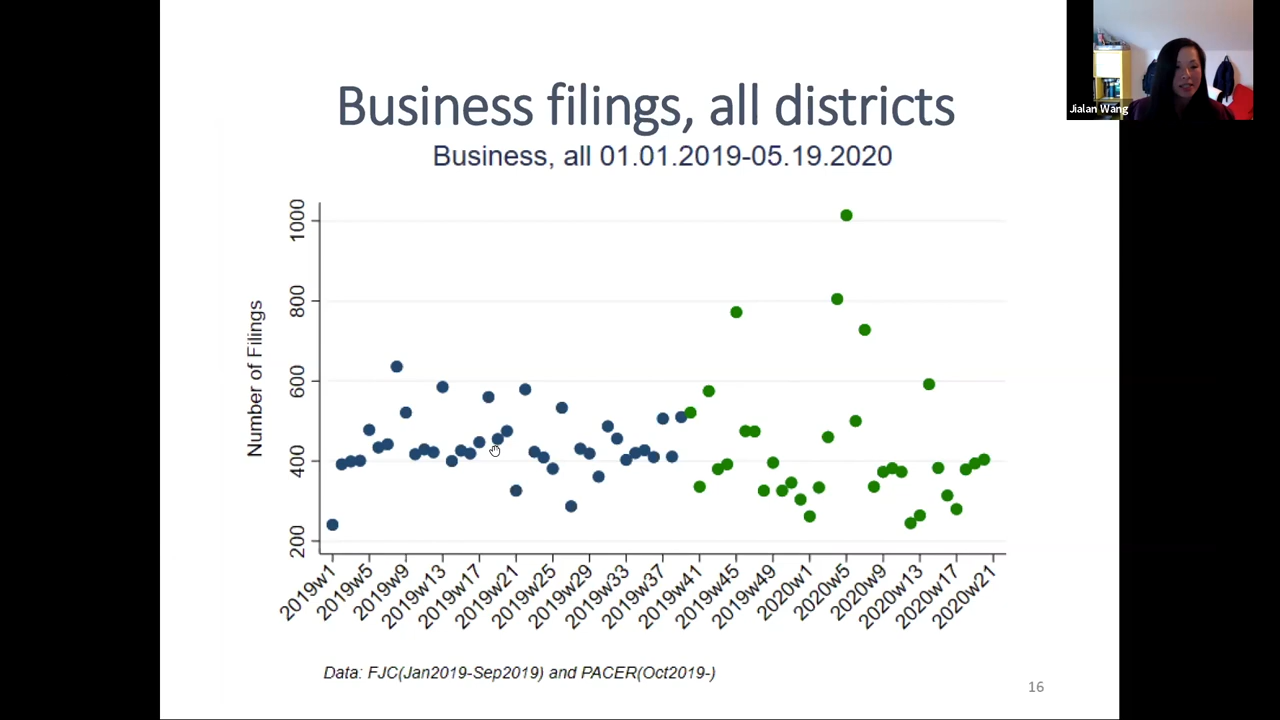 Business filings, all districts
Business, all 01.01.2019-05.19.2020
Jialan Wang
Number of Filings
1000
800
600
400
200
2019w1
2019w5
2019w9
2019w13
2019w17
2019w21
2019w25
2019w29
2019w33
2019w37
2019w41
2019w45
2019w49
2020w1
2020w5
2020w9
2020w13
2020w17
2020w21
Data: FJC(Jan2019-Sep2019) and PACER(Oct2019-)
16